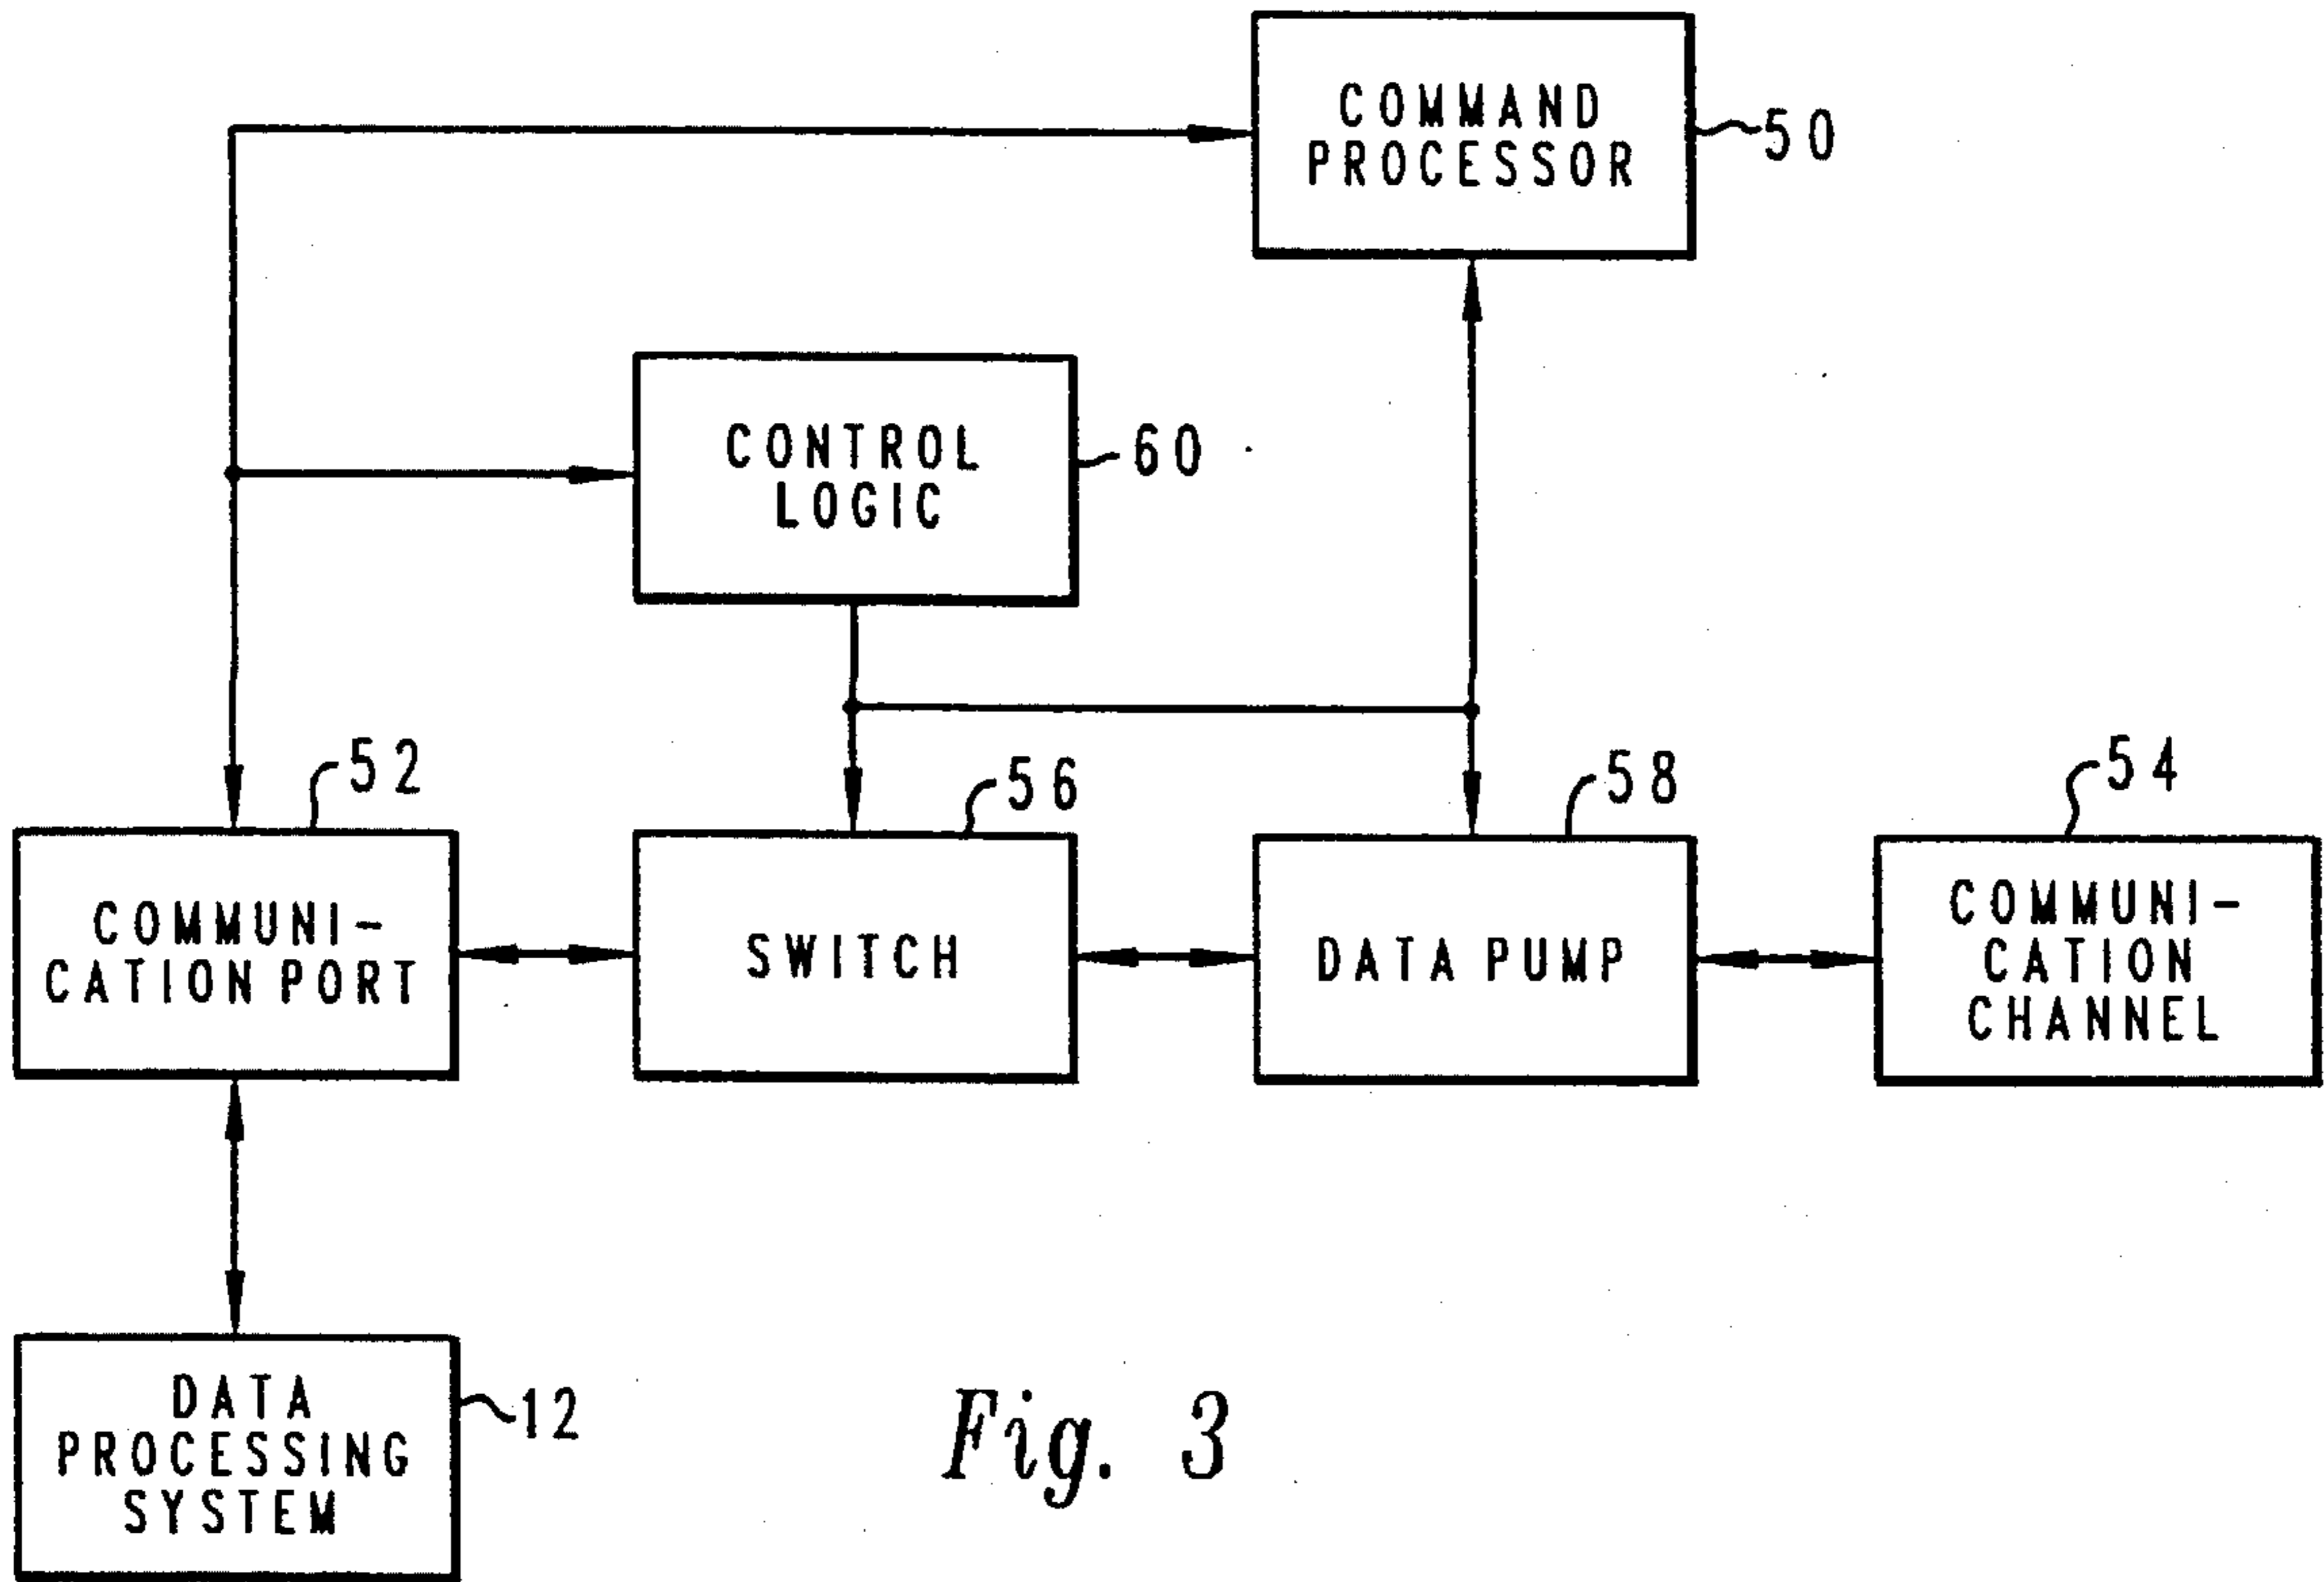 COMMAND
PROCESSOR
50
CONTROL
LOGIC
60
52
56
58
54
COMMUNI-
CATION PORT
SWITCH
DATA PUMP
COMMUNI-
CATION
CHANNEL
DATA
PROCESSING
SYSTEM
12
Fig. 3